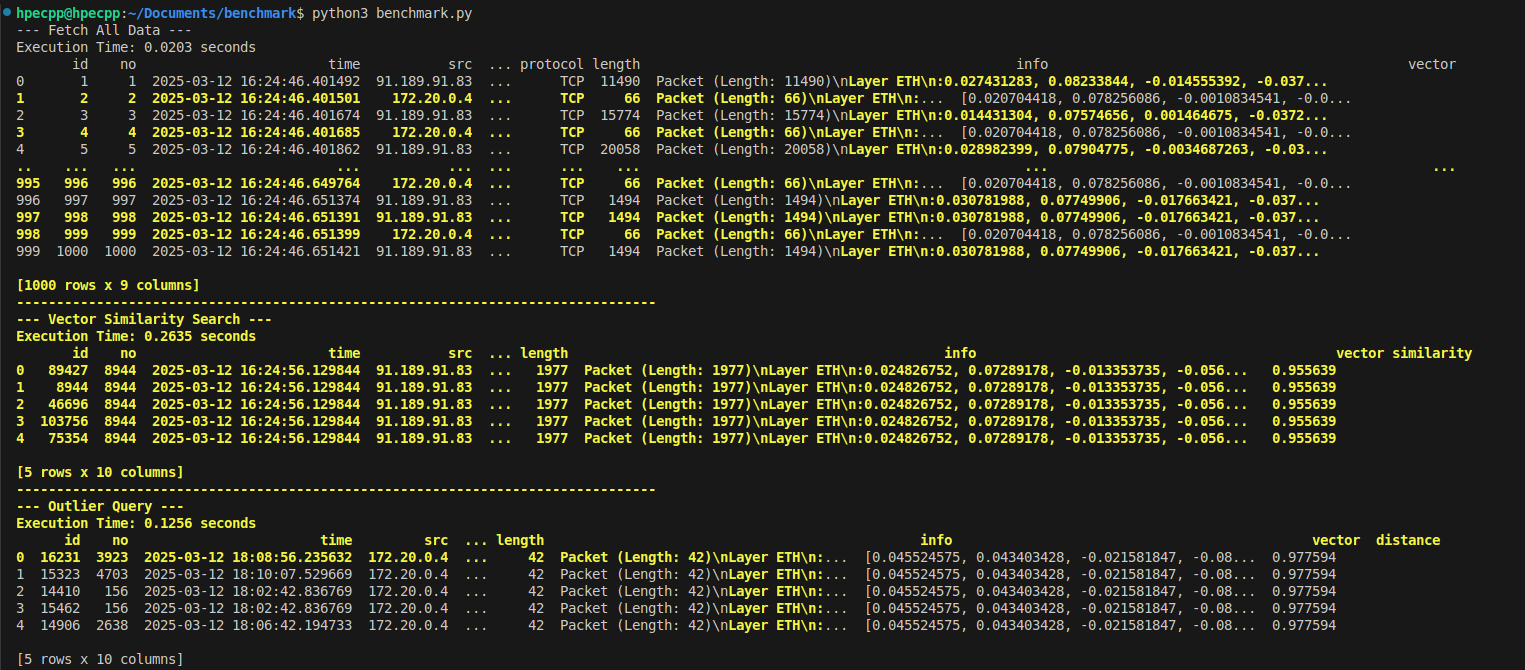 hpecpp@hpecpp:~/Documents/benchmark$ python3 benchmark.py
--- Fetch All Data ---
Execution Time: 0.0203 seconds
id no time src ... protocol length info vector
0 1 1 2025-03-12 16:24:46.401492 91.189.91.83 ... TCP 11490 Packet (Length: 11490)\nLayer ETH\n:0.027431283, 0.08233844, -0.014555392, -0.037...
1 2 2 2025-03-12 16:24:46.401501 172.20.0.4 ... TCP 66 Packet (Length: 66)\nLayer ETH\n:... [0.020704418, 0.078256086, -0.0010834541, -0.0...
2 3 3 2025-03-12 16:24:46.401674 91.189.91.83 ... TCP 15774 Packet (Length: 15774)\nLayer ETH\n:0.014431304, 0.07574656, 0.001464675, -0.0372...
3 4 4 2025-03-12 16:24:46.401685 172.20.0.4 ... TCP 66 Packet (Length: 66)\nLayer ETH\n:... [0.020704418, 0.078256086, -0.0010834541, -0.0...
4 5 5 2025-03-12 16:24:46.401862 91.189.91.83 ... TCP 20058 Packet (Length: 20058)\nLayer ETH\n:0.028982399, 0.07904775, -0.0034687263, -0.03...
.. ... ... ... ... ... ... ... ... ...
995 996 996 2025-03-12 16:24:46.649764 172.20.0.4 ... TCP 66 Packet (Length: 66)\nLayer ETH\n:... [0.020704418, 0.078256086, -0.0010834541, -0.0...
996 997 997 2025-03-12 16:24:46.651374 91.189.91.83 ... TCP 1494 Packet (Length: 1494)\nLayer ETH\n:0.030781988, 0.07749906, -0.017663421, -0.037...
997 998 998 2025-03-12 16:24:46.651391 91.189.91.83 ... TCP 1494 Packet (Length: 1494)\nLayer ETH\n:0.030781988, 0.07749906, -0.017663421, -0.037...
998 999 999 2025-03-12 16:24:46.651399 172.20.0.4 ... TCP 66 Packet (Length: 66)\nLayer ETH\n:... [0.020704418, 0.078256086, -0.0010834541, -0.0...
999 1000 1000 2025-03-12 16:24:46.651421 91.189.91.83 ... TCP 1494 Packet (Length: 1494)\nLayer ETH\n:0.030781988, 0.07749906, -0.017663421, -0.037...
[1000 rows x 9 columns]
--------------------------------------------------------------------------------
--- Vector Similarity Search ---
Execution Time: 0.2635 seconds
id no time src ... length info vector similarity
0 89427 8944 2025-03-12 16:24:56.129844 91.189.91.83 ... 1977 Packet (Length: 1977)\nLayer ETH\n:0.024826752, 0.07289178, -0.013353735, -0.056... 0.955639
1 8944 8944 2025-03-12 16:24:56.129844 91.189.91.83 ... 1977 Packet (Length: 1977)\nLayer ETH\n:0.024826752, 0.07289178, -0.013353735, -0.056... 0.955639
2 46696 8944 2025-03-12 16:24:56.129844 91.189.91.83 ... 1977 Packet (Length: 1977)\nLayer ETH\n:0.024826752, 0.07289178, -0.013353735, -0.056... 0.955639
3 103756 8944 2025-03-12 16:24:56.129844 91.189.91.83 ... 1977 Packet (Length: 1977)\nLayer ETH\n:0.024826752, 0.07289178, -0.013353735, -0.056... 0.955639
4 75354 8944 2025-03-12 16:24:56.129844 91.189.91.83 ... 1977 Packet (Length: 1977)\nLayer ETH\n:0.024826752, 0.07289178, -0.013353735, -0.056... 0.955639
[5 rows x 10 columns]
--------------------------------------------------------------------------------
--- Outlier Query ---
Execution Time: 0.1256 seconds
id no time src ... length info vector distance
0 16231 3923 2025-03-12 18:08:56.235632 172.20.0.4 ... 42 Packet (Length: 42)\nLayer ETH\n:... [0.045524575, 0.043403428, -0.021581847, -0.08... 0.977594
1 15323 4703 2025-03-12 18:10:07.529669 172.20.0.4 ... 42 Packet (Length: 42)\nLayer ETH\n:... [0.045524575, 0.043403428, -0.021581847, -0.08... 0.977594
2 14410 156 2025-03-12 18:02:42.836769 172.20.0.4 ... 42 Packet (Length: 42)\nLayer ETH\n:... [0.045524575, 0.043403428, -0.021581847, -0.08... 0.977594
3 15462 156 2025-03-12 18:02:42.836769 172.20.0.4 ... 42 Packet (Length: 42)\nLayer ETH\n:... [0.045524575, 0.043403428, -0.021581847, -0.08... 0.977594
4 14906 2638 2025-03-12 18:06:42.194733 172.20.0.4 ... 42 Packet (Length: 42)\nLayer ETH\n:... [0.045524575, 0.043403428, -0.021581847, -0.08... 0.977594
[5 rows x 10 columns]